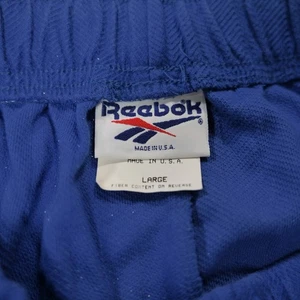 Reebok
MADE IN U.S.A.
MADE IN U.S.A.
LARGE
FIBER CONTENT ON REVERSE